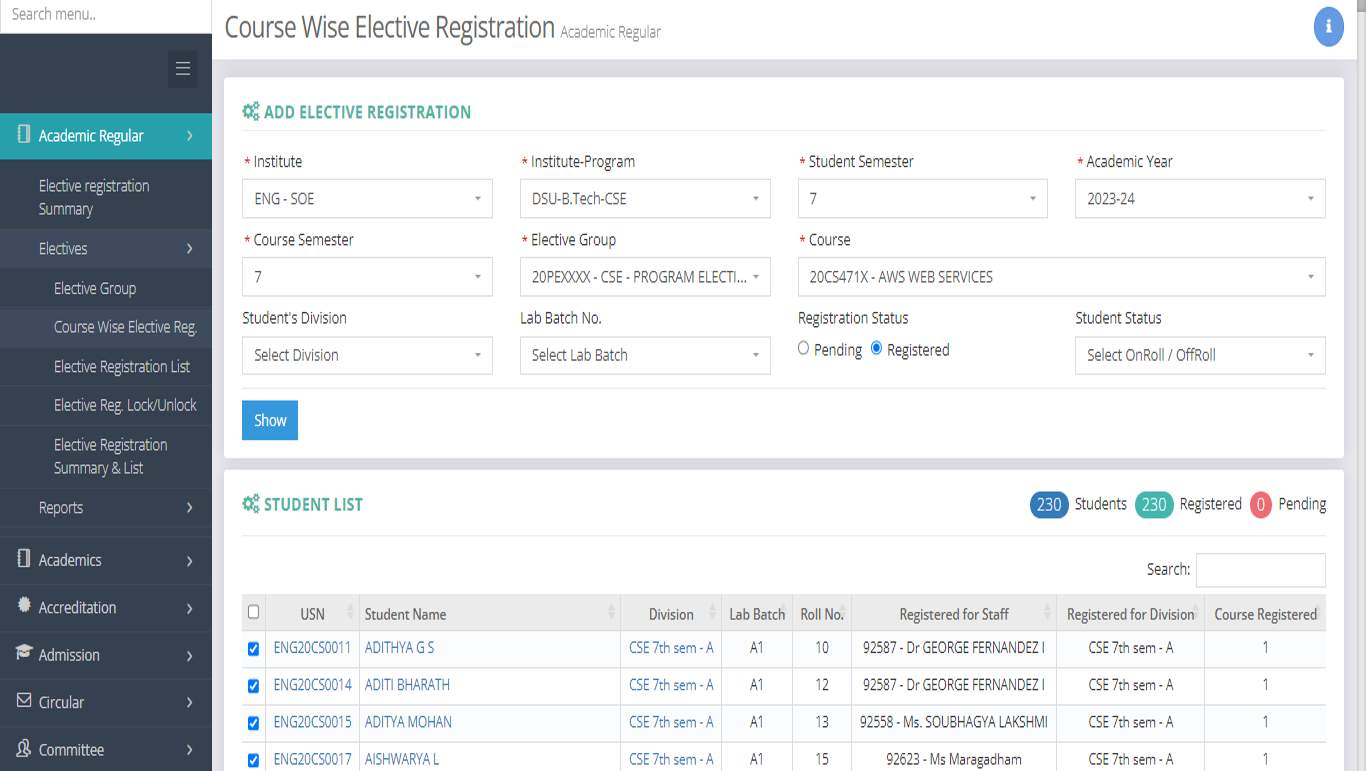 Search menu..
Course Wise Elective Registration Academic Regular
i
Academic Regular
Elective registration
Summary
Electives
Elective Group
Course Wise Elective Reg.
Elective Registration List
Elective Reg. Lock/Unlock
Elective Registration
Summary & List
Reports
Academics
Accreditation
Admission
Circular
Committee
ADD ELECTIVE REGISTRATION
* Institute * Institute-Program * Student Semester * Academic Year
ENG - SOE DSU-B.Tech-CSE 7 2023-24
* Course Semester * Elective Group * Course
7 20PEXXXX - CSE - PROGRAM ELECTI... 20CS471X - AWS WEB SERVICES
Student's Division Lab Batch No. Registration Status Student Status
Select Division Select Lab Batch Pending Registered Select OnRoll / OffRoll
Show
STUDENT LIST 230 Students 230 Registered 0 Pending
Search:
USN Student Name Division Lab Batch Roll No. Registered for Staff Registered for Division Course Registered
ENG20CS0011 ADITHYA G S CSE 7th sem - A A1 10 92587 - Dr GEORGE FERNANDEZ I CSE 7th sem - A 1
ENG20CS0014 ADITI BHARATH CSE 7th sem - A A1 12 92587 - Dr GEORGE FERNANDEZ I CSE 7th sem - A 1
ENG20CS0015 ADITYA MOHAN CSE 7th sem - A A1 13 92558 - Ms. SOUBHAGYA LAKSHMI CSE 7th sem - A 1
ENG20CS0017 AISHWARYA L CSE 7th sem - A A1 15 92623 - Ms Maragadham CSE 7th sem - A 1